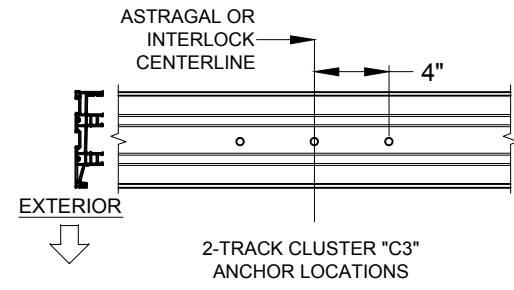 ASTRAGAL OR
INTERLOCK
CENTERLINE
4"
EXTERIOR
2-TRACK CLUSTER "C3"
ANCHOR LOCATIONS